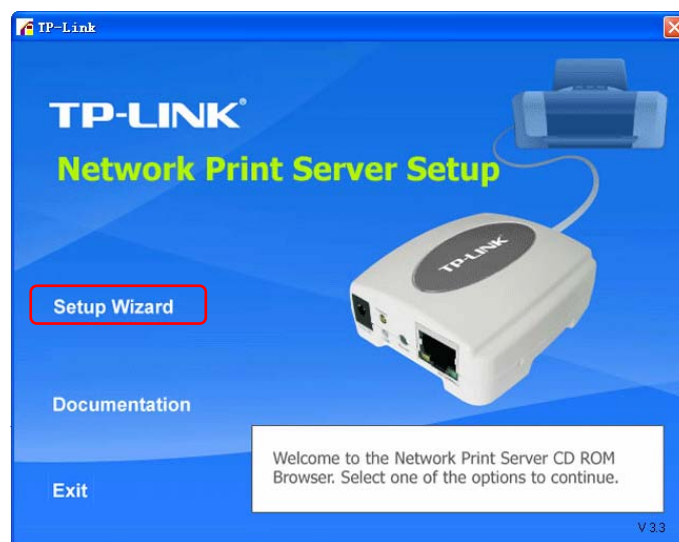 TP-Link
TP-LINK®
Network Print Server Setup
TP-LINK
Setup Wizard
Documentation
Welcome to the Network Print Server CD ROM
Browser. Select one of the options to continue.
Exit
V 3.3